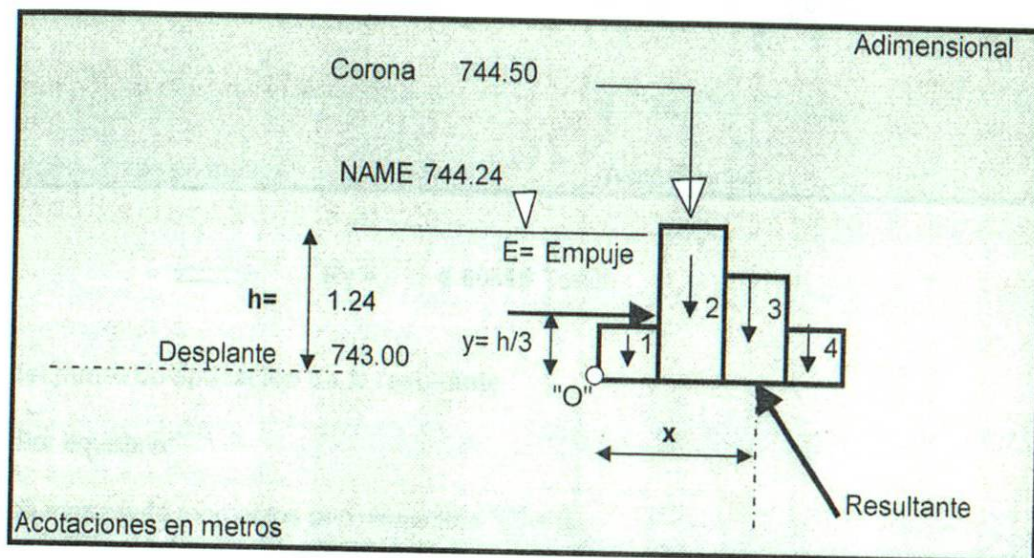 Adimensional
Corona 744.50
NAME 744.24
E= Empuje
h= 1.24
2 3
y= h/3 1 4
Desplante 743.00
"O"
x
Resultante
Acotaciones en metros